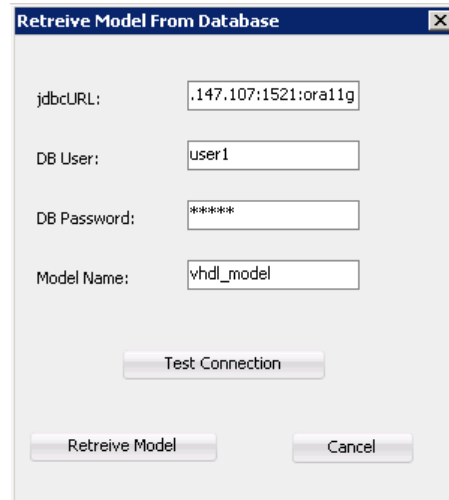 Retreive Model From Database
jdbcURL: .147.107:1521:ora11g
DB User: user1
DB Password: *****
Model Name: vhdl_model
Test Connection
Retreive Model Cancel